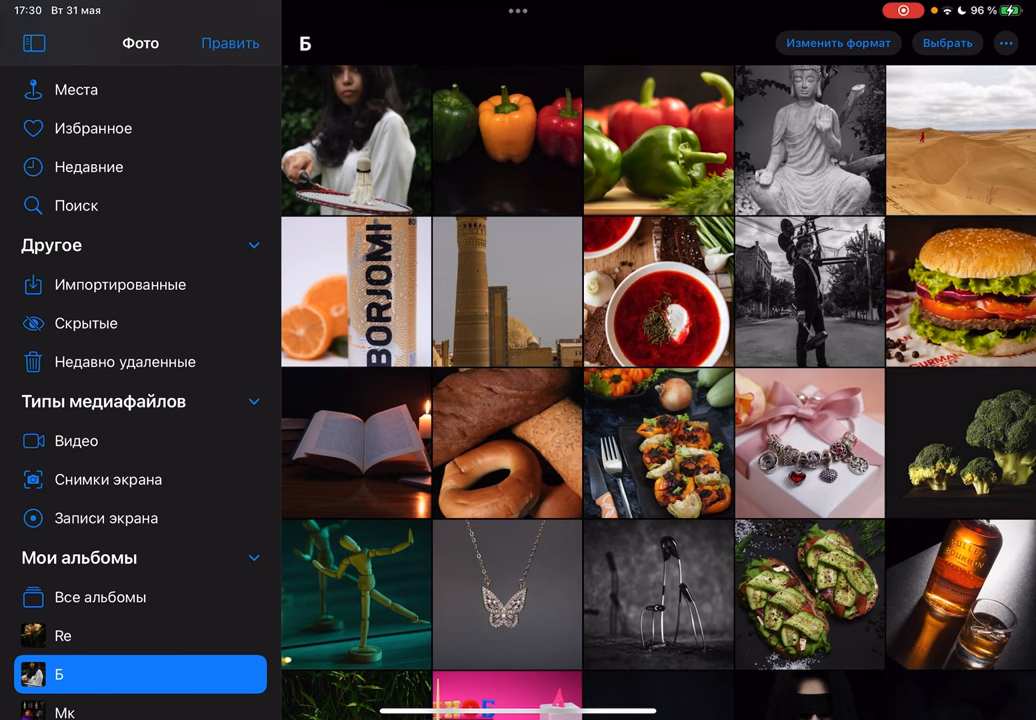 17:30 Вт 31 мая
96 %
Фото
Править
Б
Изменить формат
Выбрать
Места
Избранное
Недавние
Поиск
Другое
Импортированные
Скрытые
Недавно удаленные
Типы медиафайлов
Видео
Снимки экрана
Записи экрана
Мои альбомы
Все альбомы
Re
Б
Мк
BORJOMI
BOURBON